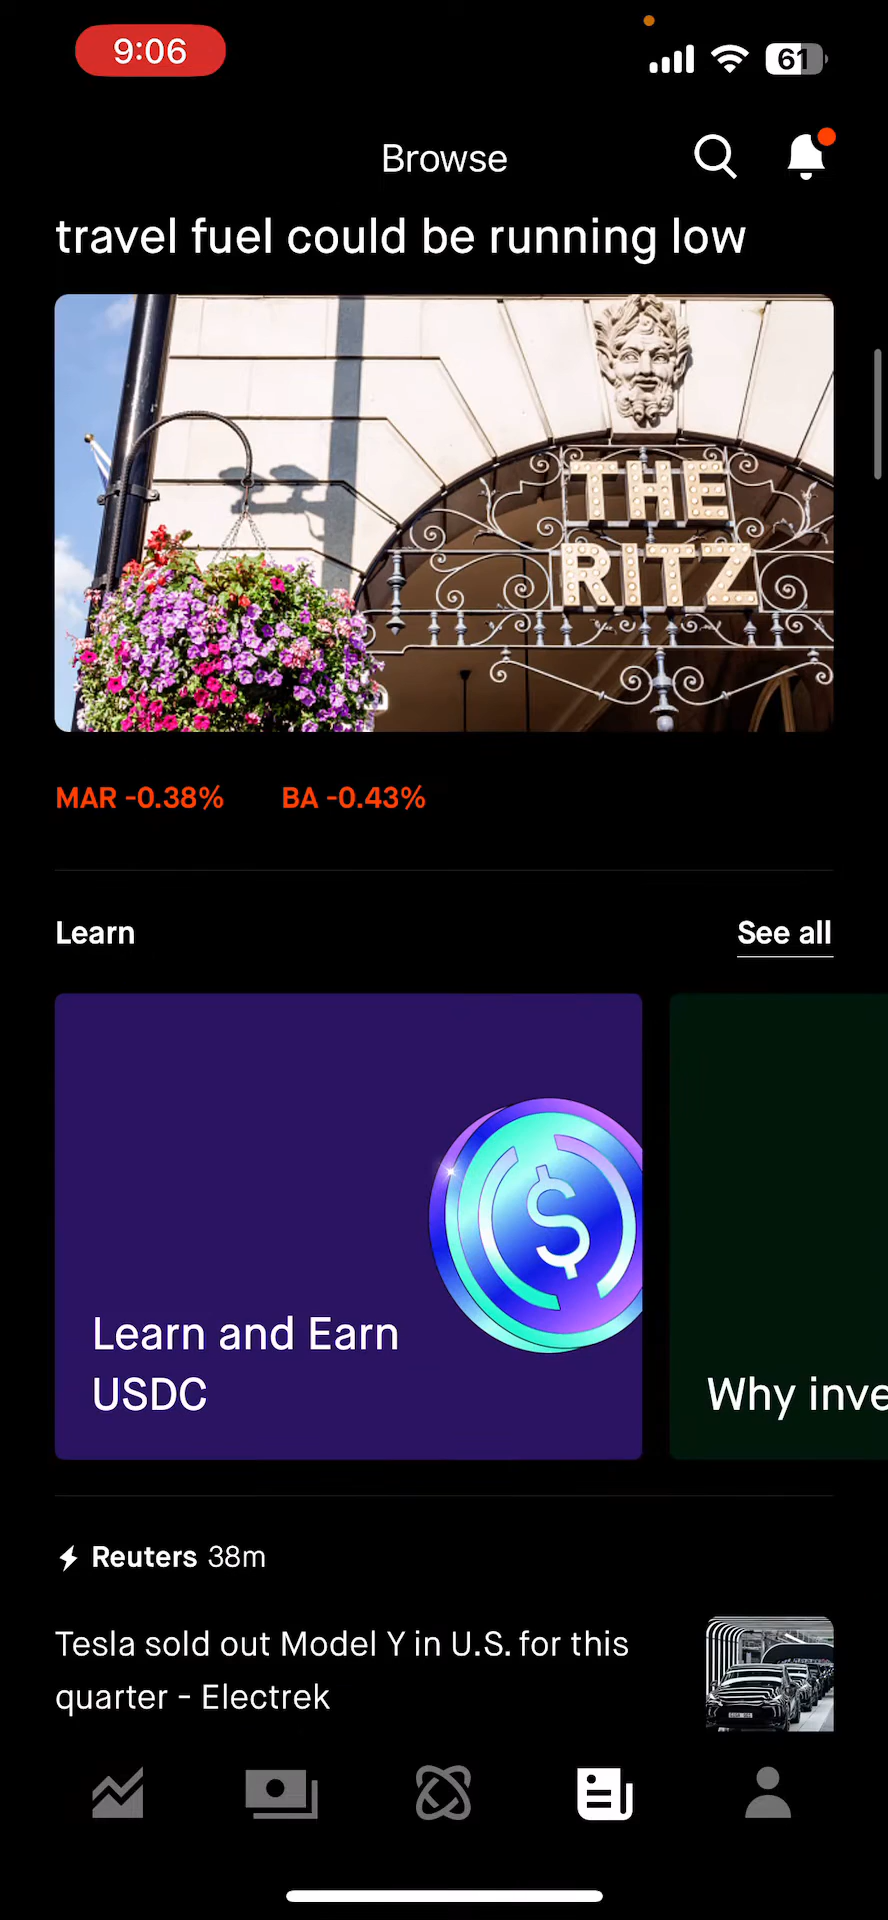 9:06
61
Browse
travel fuel could be running low
THE
RITZ
MAR -0.38% BA -0.43%
Learn
See all
Learn and Earn
USDC
Why inve
Reuters 38m
Tesla sold out Model Y in U.S. for this
quarter - Electrek